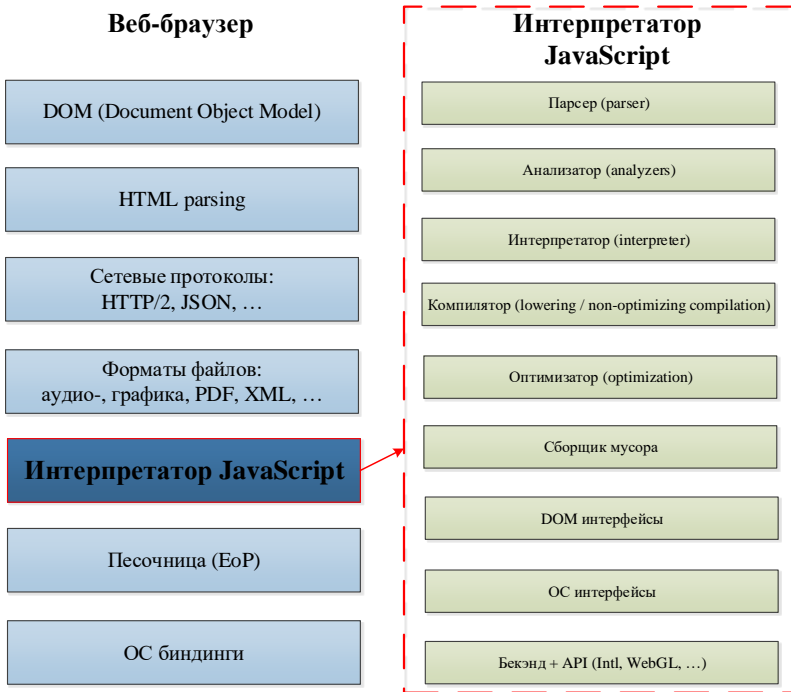 Веб-браузер
DOM (Document Object Model)
HTML parsing
Сетевые протоколы:
HTTP/2, JSON, …
Форматы файлов:
аудио-, графика, PDF, XML, …
Интерпретатор JavaScript
Песочница (EoP)
ОС биндинги
Интерпретатор
JavaScript
Парсер (parser)
Анализатор (analyzers)
Интерпретатор (interpreter)
Компилятор (lowering / non-optimizing compilation)
Оптимизатор (optimization)
Сборщик мусора
DOM интерфейсы
ОС интерфейсы
Бекэнд + API (Intl, WebGL, …)